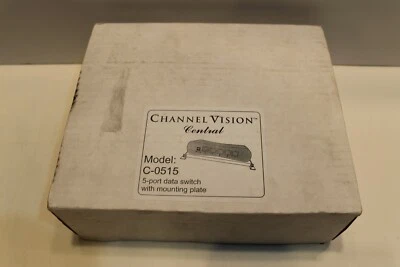 CHANNEL VISION™
Central
Model:
C-0515
5-port data switch
with mounting plate